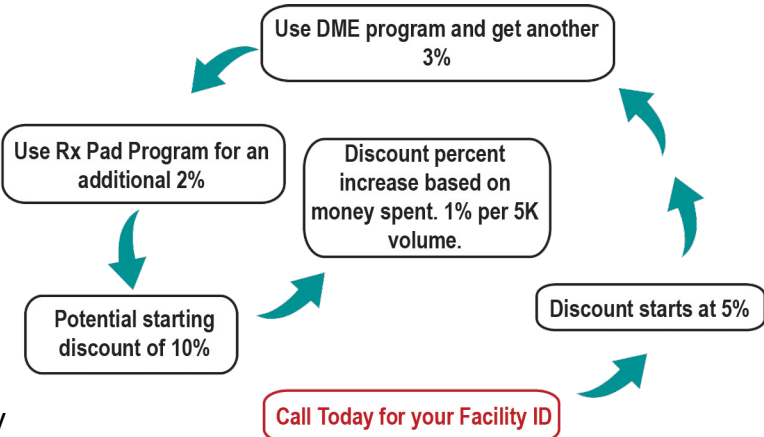 Use DME program and get another
3%
Use Rx Pad Program for an
additional 2%
Discount percent
increase based on
money spent. 1% per 5K
volume.
Potential starting
discount of 10%
Discount starts at 5%
Call Today for your Facility ID